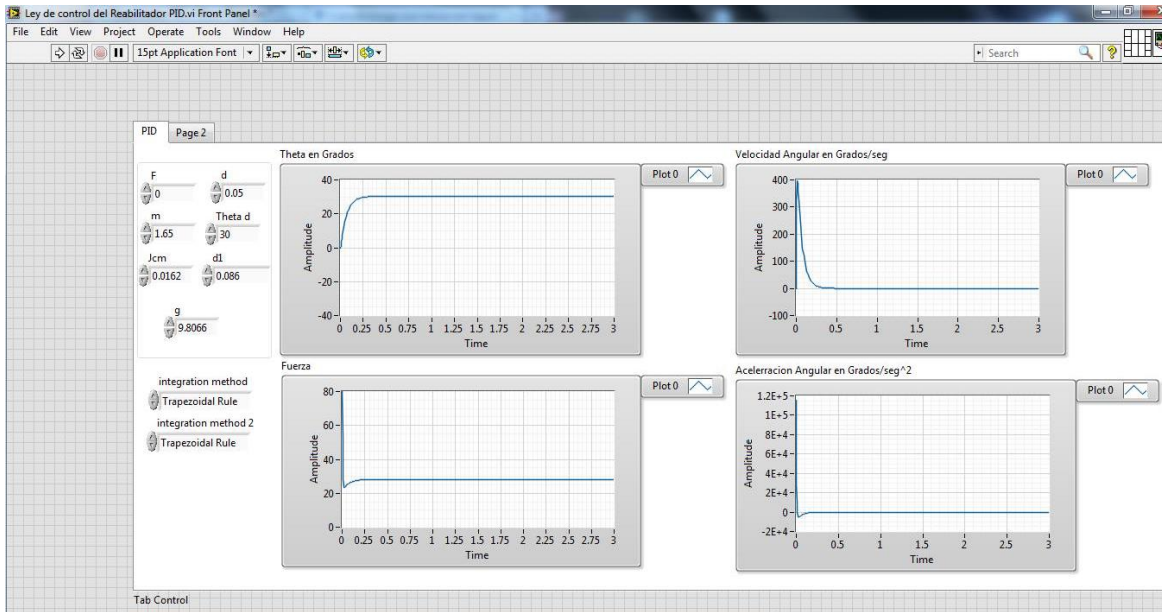 Ley de control del Reabilitador PID.vi Front Panel *
File Edit View Project Operate Tools Window Help
15pt Application Font
Search
PID Page 2
F d
0 0.05
m Theta d
1.65 30
Jcm d1
0.0162 0.086
g
9.8066
integration method
Trapezoidal Rule
integration method 2
Trapezoidal Rule
Theta en Grados
Plot 0
Amplitude
40
20
0
-20
-40
0 0.25 0.5 0.75 1 1.25 1.5 1.75 2 2.25 2.5 2.75 3
Time
Velocidad Angular en Grados/seg
Plot 0
Amplitude
400
300
200
100
0
-100
0 0.5 1 1.5 2 2.5 3
Time
Fuerza
Plot 0
Amplitude
80
60
40
20
0
0 0.25 0.5 0.75 1 1.25 1.5 1.75 2 2.25 2.5 2.75 3
Time
Acelerracion Angular en Grados/seg^2
Plot 0
Amplitude
1.2E+5
1E+5
8E+4
6E+4
4E+4
2E+4
0
-2E+4
0 0.5 1 1.5 2 2.5 3
Time
Tab Control